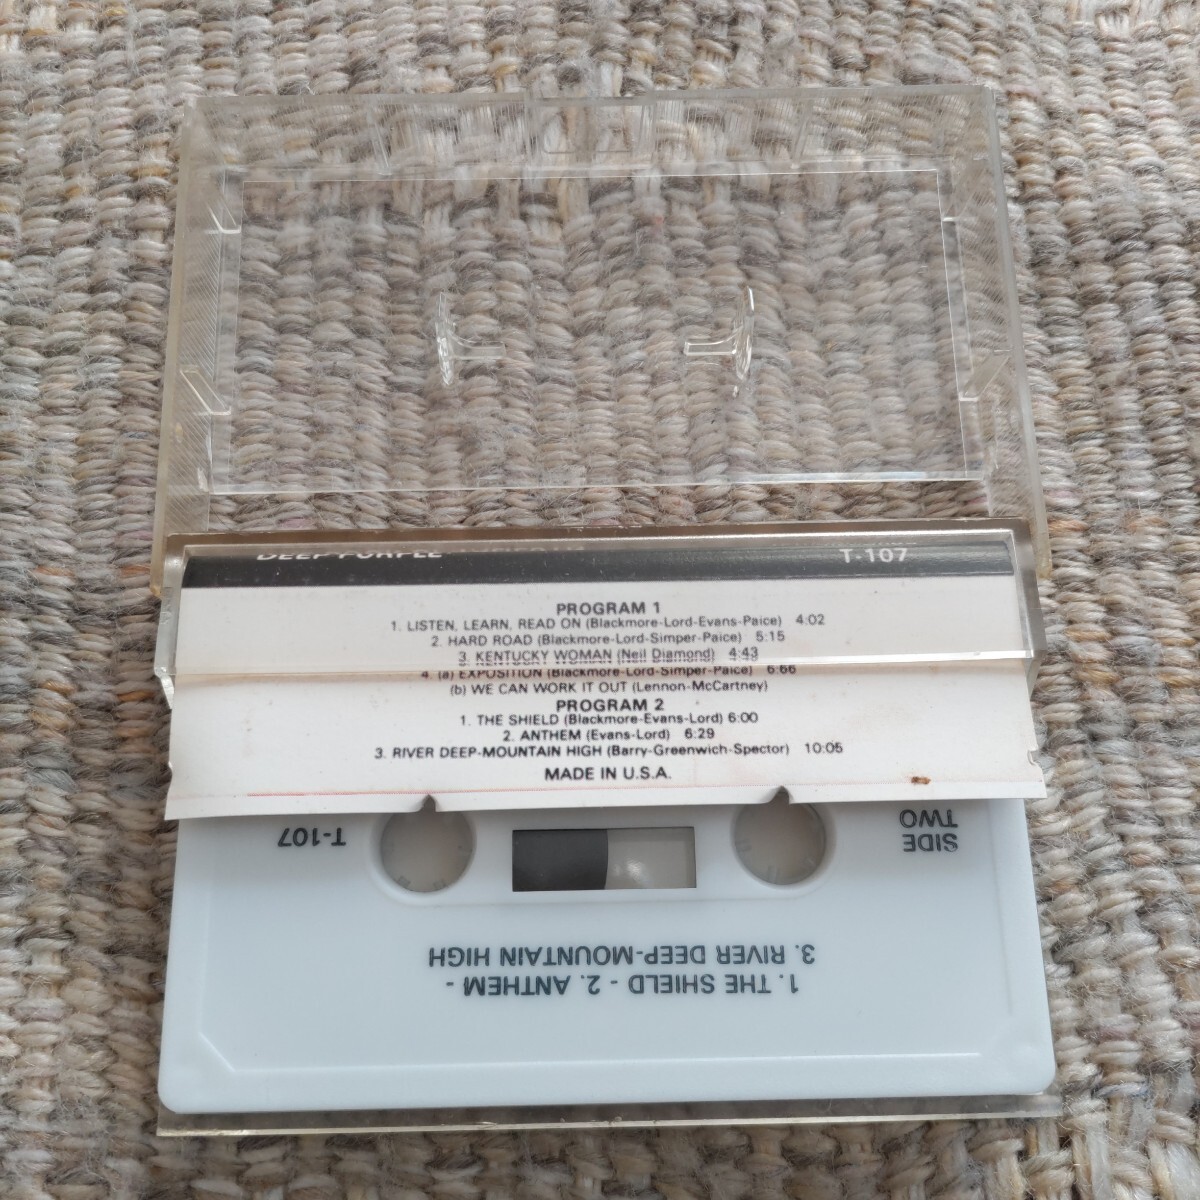 DEEP PURPLE
T-107
PROGRAM 1
1. LISTEN, LEARN, READ ON (Blackmore-Lord-Evans-Paice) 4:02
2. HARD ROAD (Blackmore-Lord-Simper-Paice) 5:15
3. KENTUCKY WOMAN (Neil Diamond) 4:43
4. (a) EXPOSITION (Blackmore-Lord-Simper-Paice) 6:66
(b) WE CAN WORK IT OUT (Lennon-McCartney)
PROGRAM 2
1. THE SHIELD (Blackmore-Evans-Lord) 6:00
2. ANTHEM (Evans-Lord) 6:29
3. RIVER DEEP-MOUNTAIN HIGH (Barry-Greenwich-Spector) 10:05
MADE IN U.S.A.
SIDE
TWO
T-107
1. THE SHIELD - 2. ANTHEM -
3. RIVER DEEP-MOUNTAIN HIGH